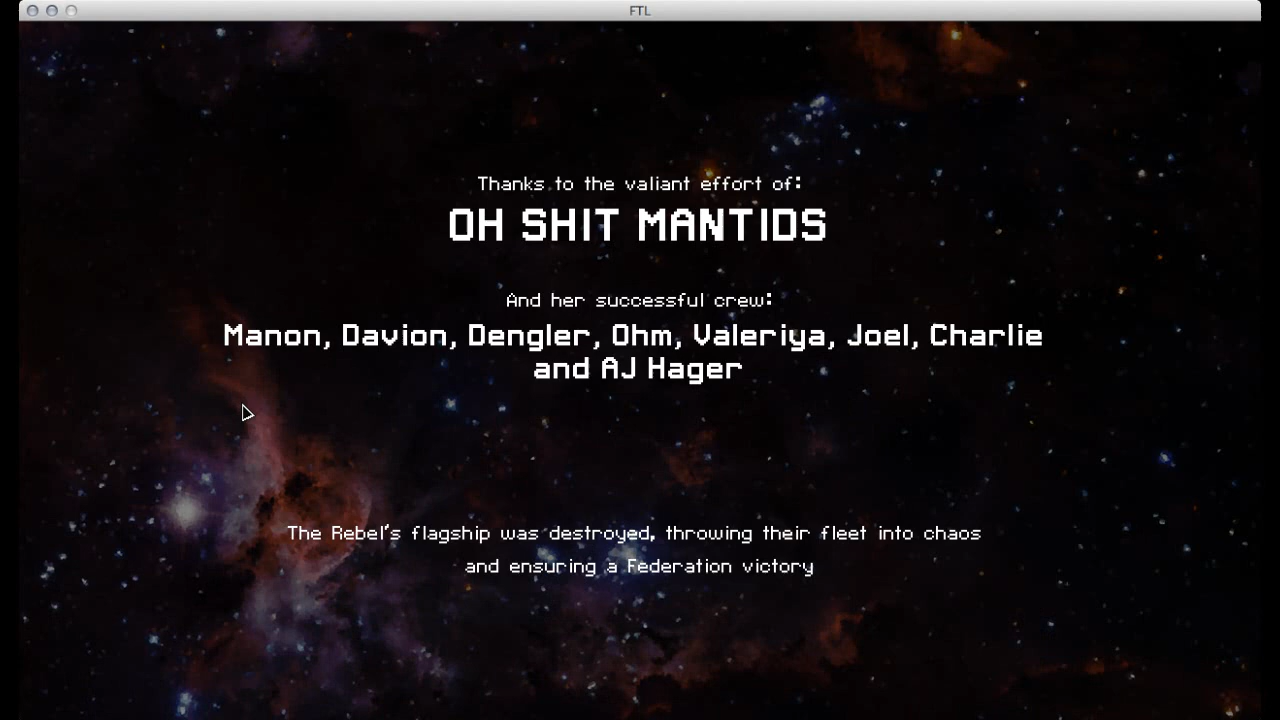 FTL
Thanks to the valiant effort of:
OH SHIT MANTIDS
And her successful crew:
Manon, Davion, Dengler, Ohm, Valeriya, Joel, Charlie
and AJ Hager
The Rebel's flagship was destroyed, throwing their fleet into chaos
and ensuring a Federation victory